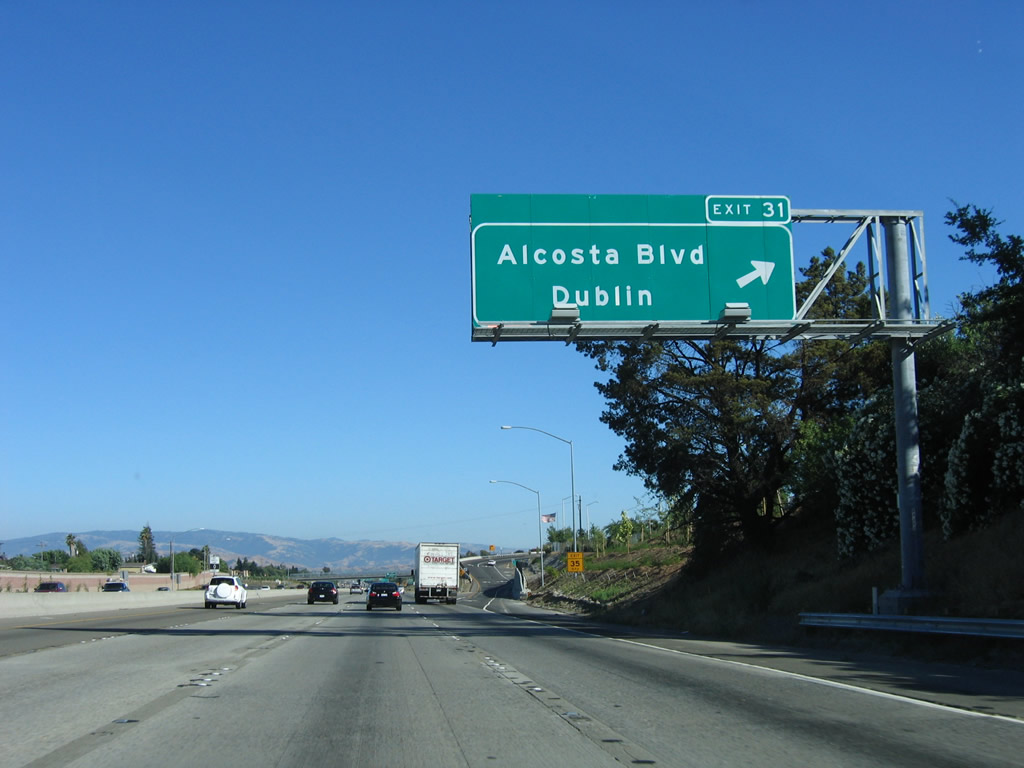 EXIT 31
Alcosta Blvd
Dublin
TARGET
35